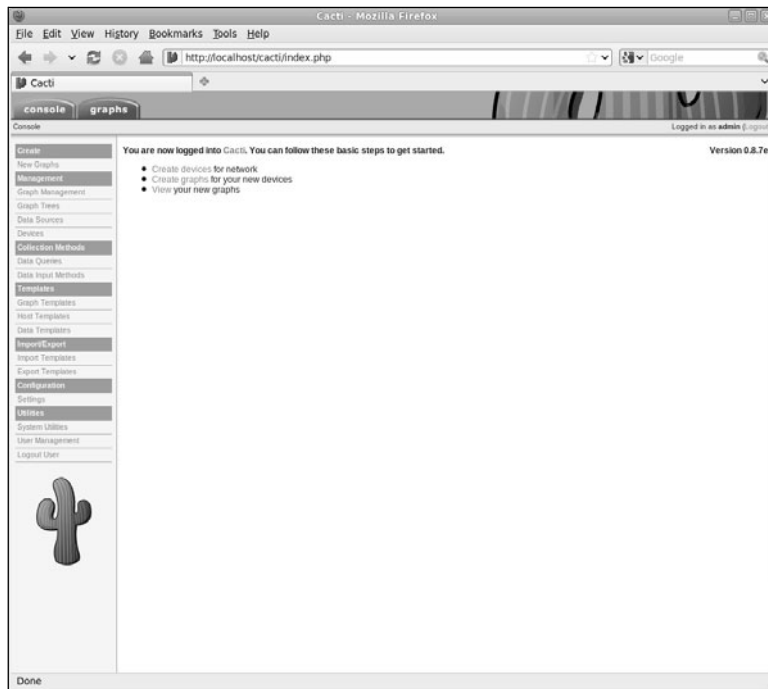 Cacti - Mozilla Firefox
File Edit View History Bookmarks Tools Help
http://localhost/cacti/index.php
Google
Cacti
console graphs
Console Logged in as admin (Logout
Create
New Graphs
Management
Graph Management
Graph Trees
Data Sources
Devices
Collection Methods
Data Queries
Data Input Methods
Templates
Graph Templates
Host Templates
Data Templates
Import/Export
Import Templates
Export Templates
Configuration
Settings
Utilities
System Utilities
User Management
Logout User
You are now logged into Cacti. You can follow these basic steps to get started. Version 0.8.7e
Create devices for network
Create graphs for your new devices
View your new graphs
Done